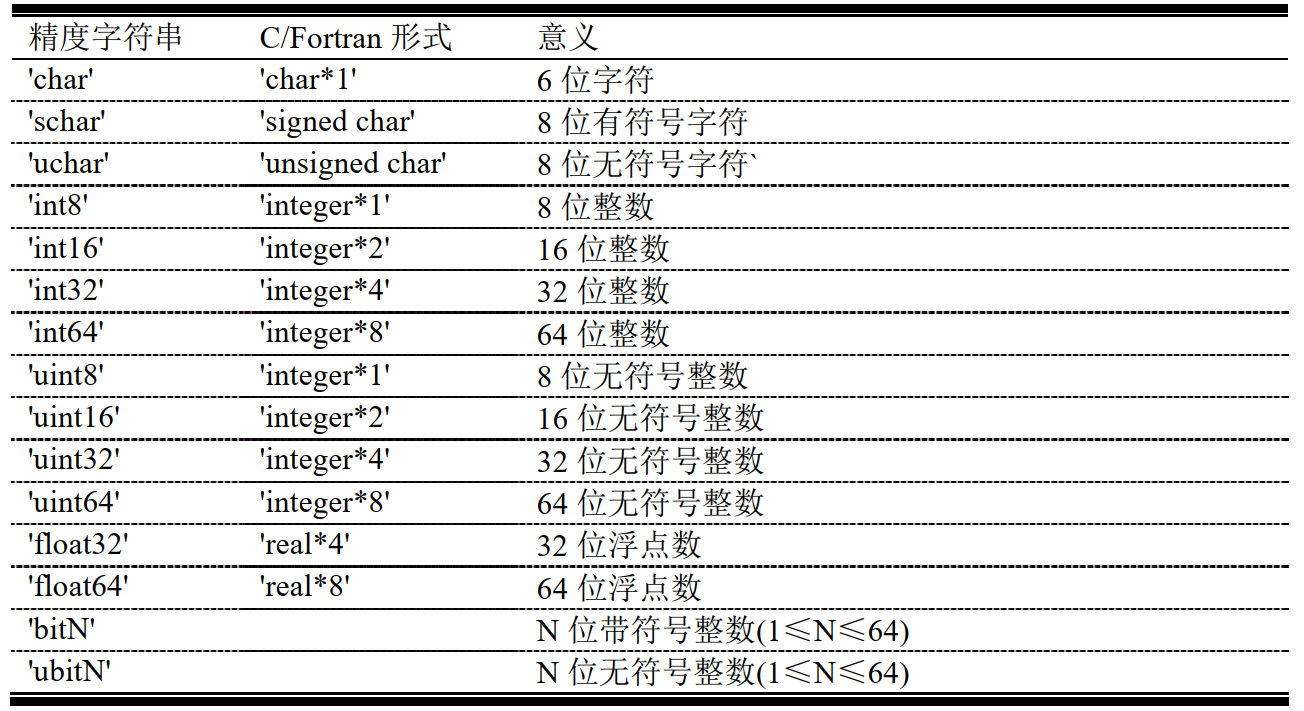 精度字符串 C/Fortran 形式 意义
'char' 'char*1' 6 位字符
'schar' 'signed char' 8 位有符号字符
'uchar' 'unsigned char' 8 位无符号字符`
'int8' 'integer*1' 8 位整数
'int16' 'integer*2' 16 位整数
'int32' 'integer*4' 32 位整数
'int64' 'integer*8' 64 位整数
'uint8' 'integer*1' 8 位无符号整数
'uint16' 'integer*2' 16 位无符号整数
'uint32' 'integer*4' 32 位无符号整数
'uint64' 'integer*8' 64 位无符号整数
'float32' 'real*4' 32 位浮点数
'float64' 'real*8' 64 位浮点数
'bitN' N 位带符号整数(1≤N≤64)
'ubitN' N 位无符号整数(1≤N≤64)